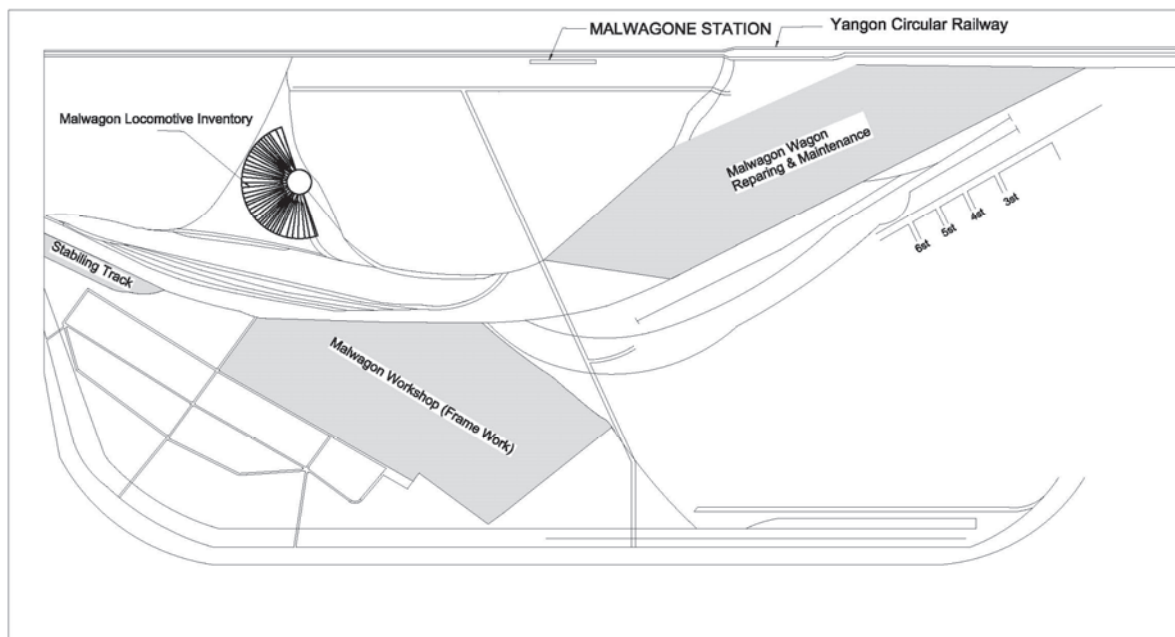 MALWAGONE STATION
Yangon Circular Railway
Malwagon Locomotive Inventory
Malwagon Wagon
Reparing & Maintenance
6st
5st
4st
3st
Stabiling Track
Malwagon Workshop (Frame Work)